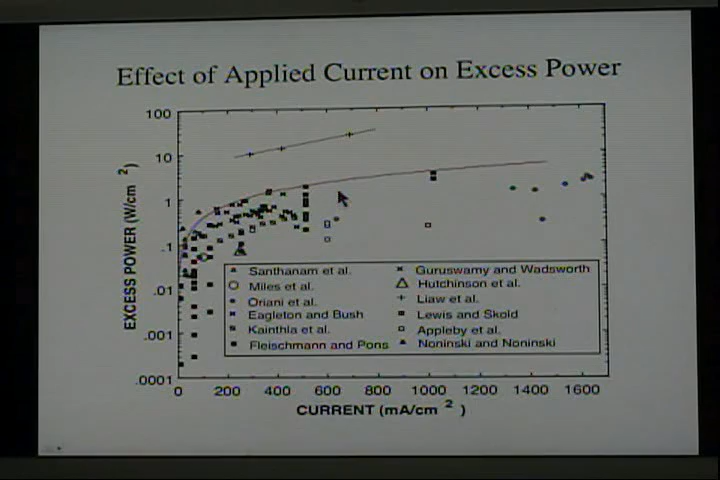 Effect of Applied Current on Excess Power
100
10
1
.1
.01
.001
.0001
EXCESS POWER (W/cm 2)
Santhanam et al.
Miles et al.
Oriani et al.
Eagleton and Bush
Kainthla et al.
Fleischmann and Pons
Guruswamy and Wadsworth
Hutchinson et al.
Liaw et al.
Lewis and Skold
Appleby et al.
Noninski and Noninski
0 200 400 600 800 1000 1200 1400 1600
CURRENT (mA/cm 2 )